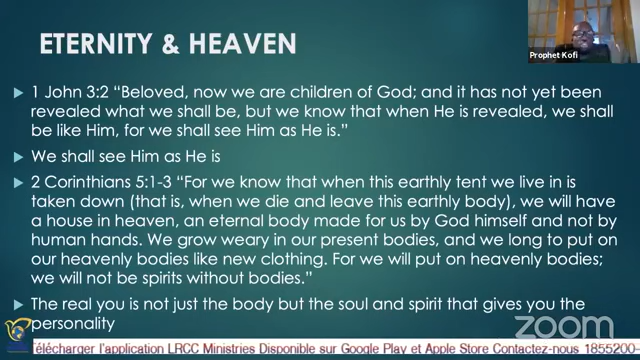 ETERNITY & HEAVEN
Prophet Kofi
1 John 3:2 “Beloved, now we are children of God; and it has not yet been
revealed what we shall be, but we know that when He is revealed, we shall
be like Him, for we shall see Him as He is.”
We shall see Him as He is
2 Corinthians 5:1-3 “For we know that when this earthly tent we live in is
taken down (that is, when we die and leave this earthly body), we will have
a house in heaven, an eternal body made for us by God himself and not by
human hands. We grow weary in our present bodies, and we long to put on
our heavenly bodies like new clothing. For we will put on heavenly bodies;
we will not be spirits without bodies.”
The real you is not just the body but the soul and spirit that gives you the
personality
zoom
Télécharger l'application LRCC Ministries Disponible sur Google Play et Apple Store Contactez-nous 1855200-